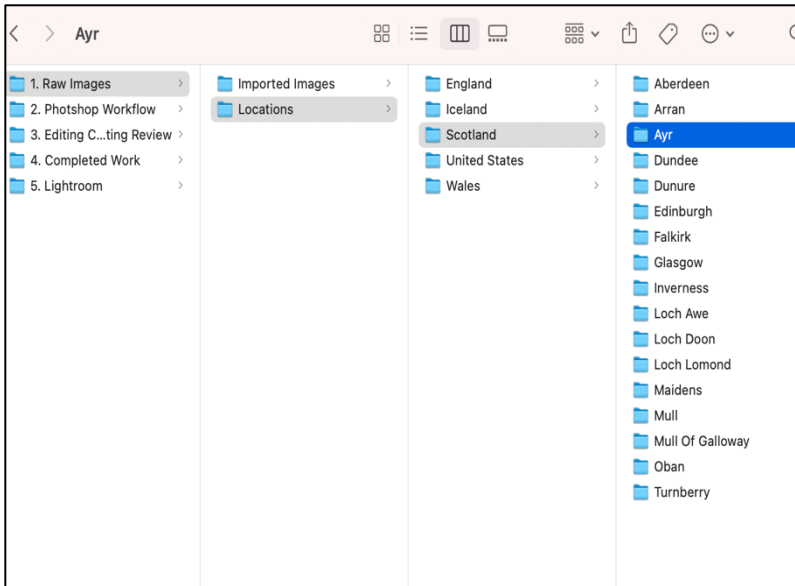 Ayr
1. Raw Images
2. Photshop Workflow
3. Editing C...ting Review
4. Completed Work
5. Lightroom
Imported Images
Locations
England
Iceland
Scotland
United States
Wales
Aberdeen
Arran
Ayr
Dundee
Dunure
Edinburgh
Falkirk
Glasgow
Inverness
Loch Awe
Loch Doon
Loch Lomond
Maidens
Mull
Mull Of Galloway
Oban
Turnberry